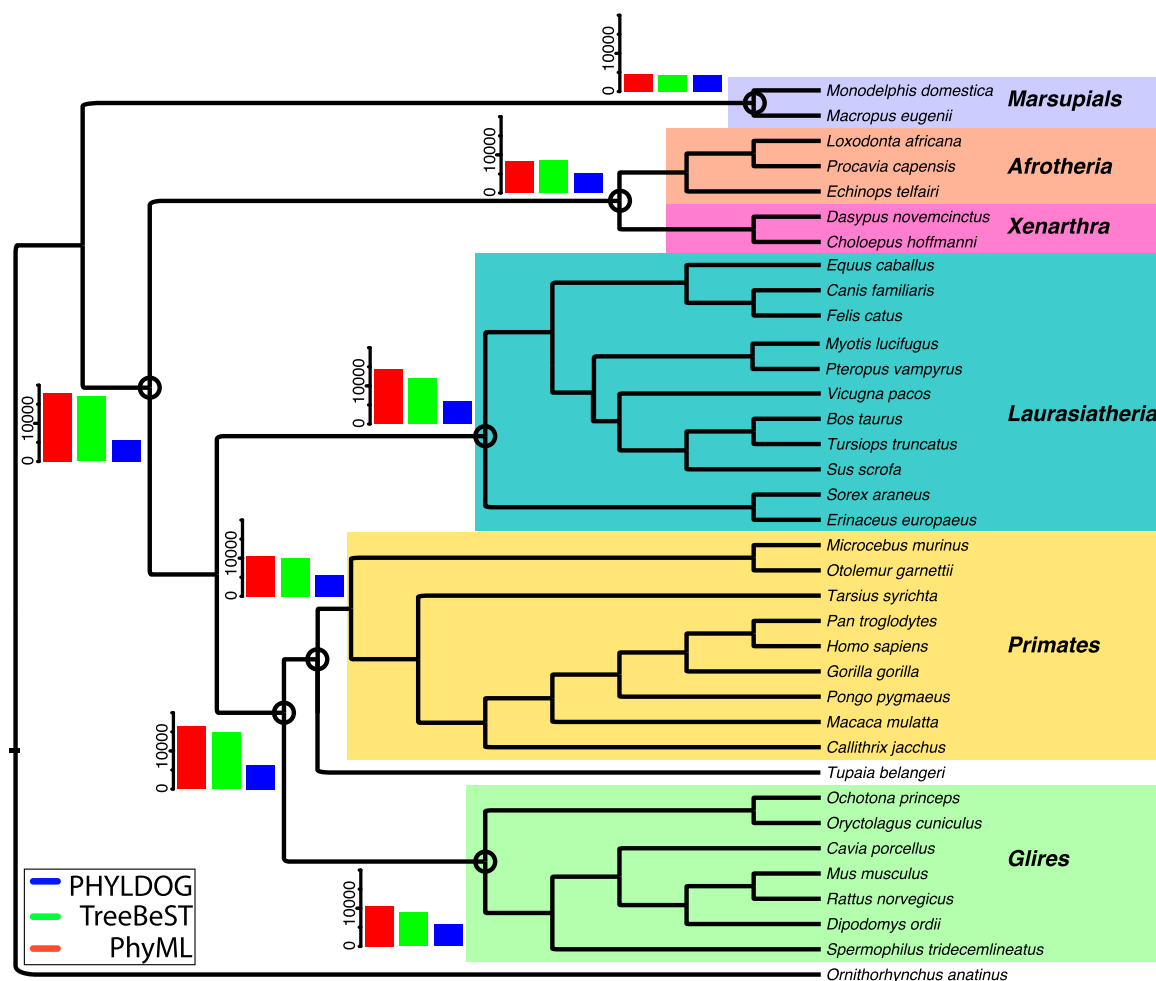 0 10000
Monodelphis domestica
Macropus eugenii
Marsupials
0 10000
Loxodonta africana
Procavia capensis
Echinops telfairi
Afrotheria
Dasypus novemcinctus
Choloepus hoffmanni
Xenarthra
Equus caballus
Canis familiaris
Felis catus
0 10000
Myotis lucifugus
Pteropus vampyrus
Vicugna pacos
Laurasiatheria
0 10000
Bos taurus
Tursiops truncatus
Sus scrofa
Sorex araneus
Erinaceus europaeus
0 10000
Microcebus murinus
Otolemur garnettii
Tarsius syrichta
Pan troglodytes
Homo sapiens
Primates
Gorilla gorilla
Pongo pygmaeus
Macaca mulatta
Callithrix jacchus
0 10000
Tupaia belangeri
Ochotona princeps
Oryctolagus cuniculus
Cavia porcellus
Glires
Mus musculus
Rattus norvegicus
Dipodomys ordii
Spermophilus tridecemlineatus
0 10000
PHYLDOG
TreeBeST
PhyML
Ornithorhynchus anatinus